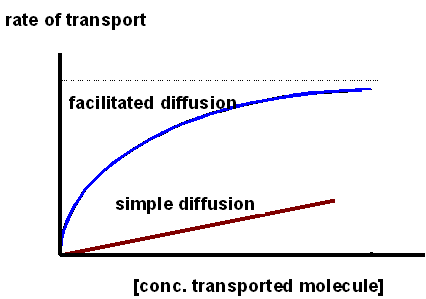 rate of transport
facilitated diffusion
simple diffusion
[conc. transported molecule]